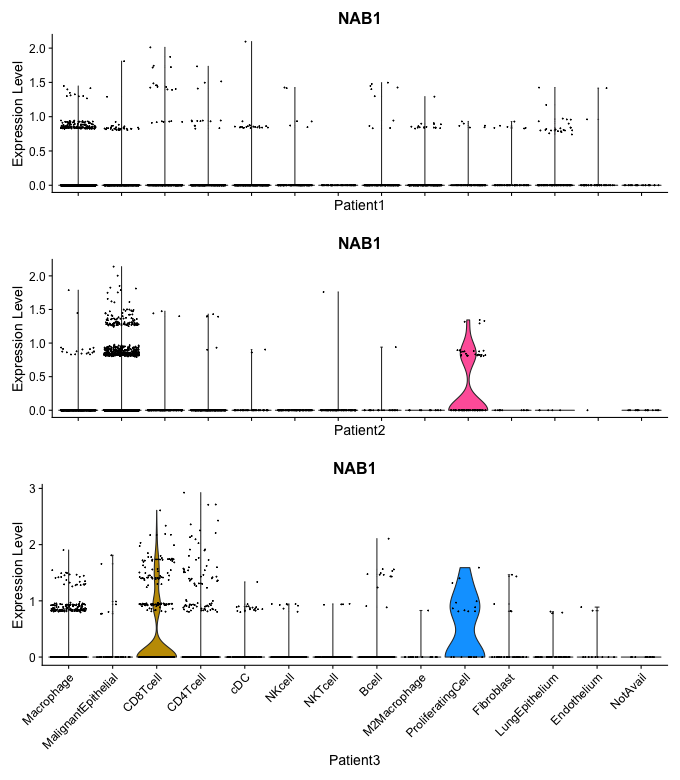 NAB1
Expression Level
2.0
1.5
1.0
0.5
0.0
Patient1
NAB1
Expression Level
2.0
1.5
1.0
0.5
0.0
Patient2
NAB1
Expression Level
3
2
1
0
Macrophage
MalignantEpithelial
CD8Tcell
CD4Tcell
cDC
NKcell
NKTcell
Bcell
M2Macrophage
ProliferatingCell
Fibroblast
LungEpithelium
Endothelium
NotAvail
Patient3